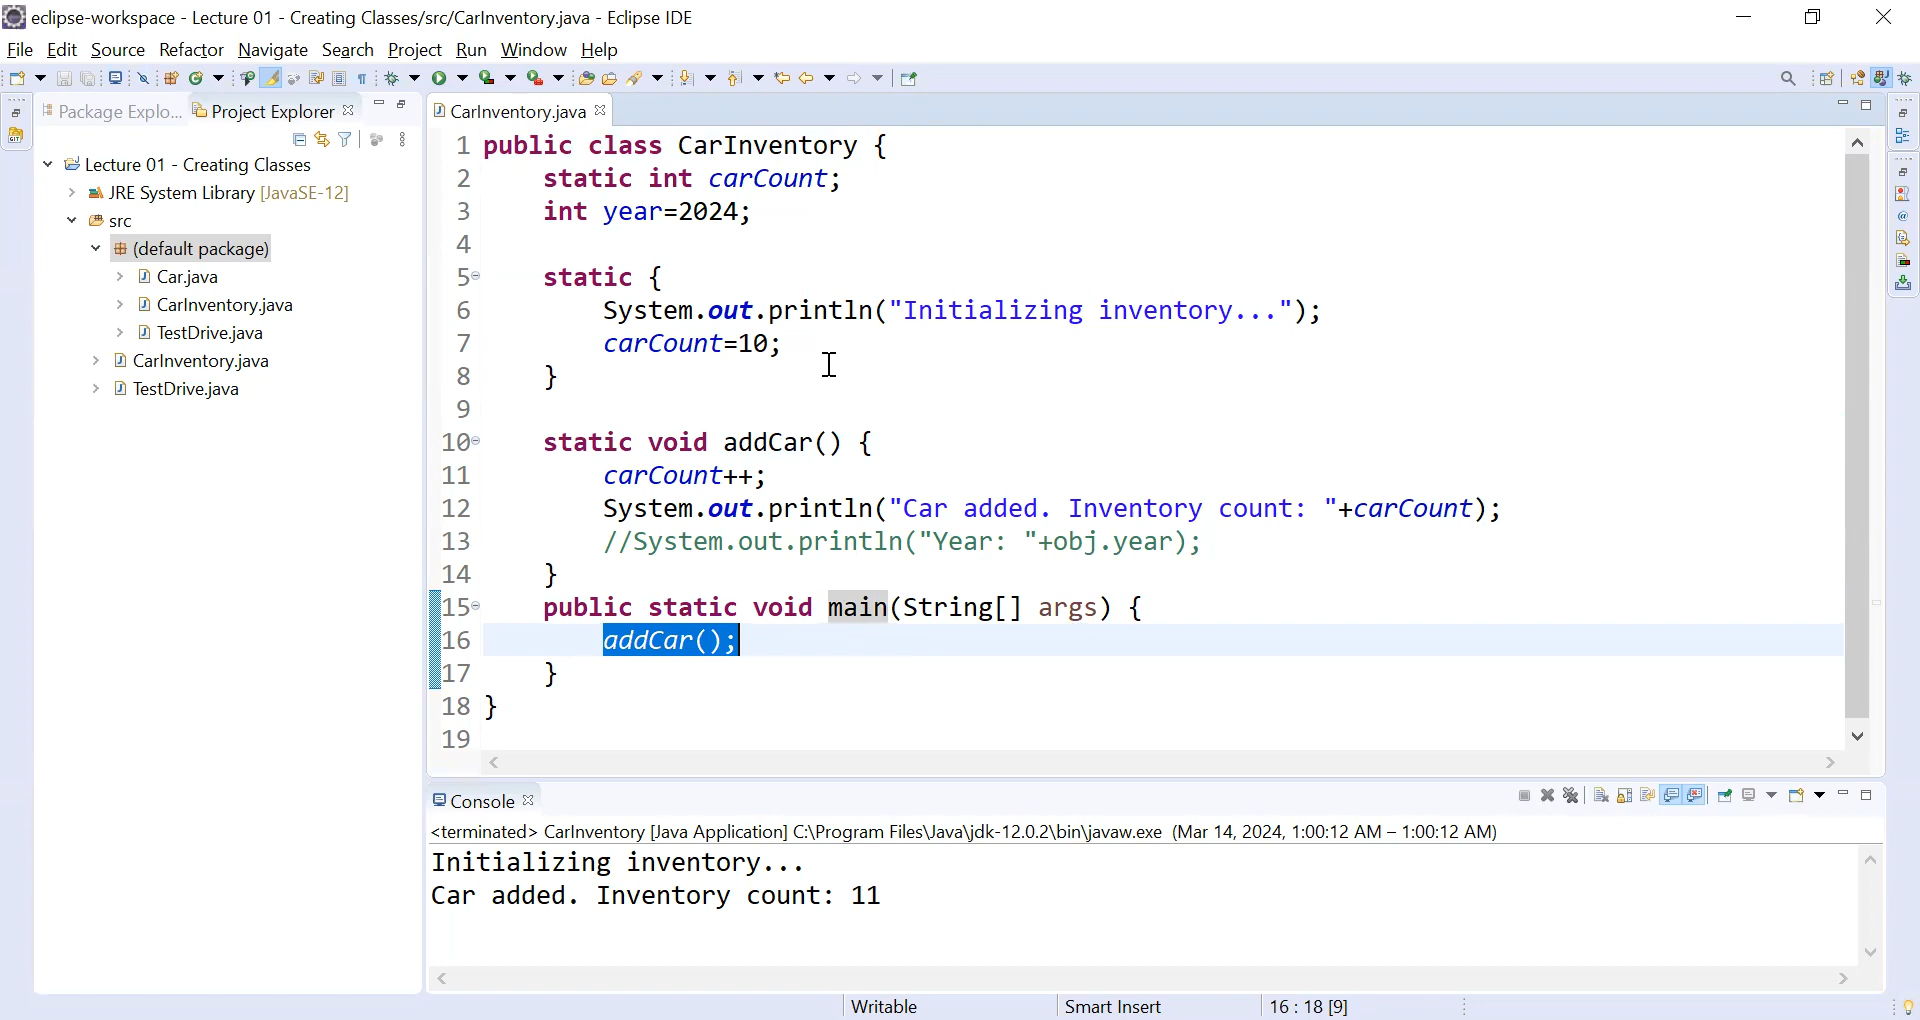 eclipse-workspace - Lecture 01 - Creating Classes/src/CarInventory.java - Eclipse IDE
File Edit Source Refactor Navigate Search Project Run Window Help
Package Explo... Project Explorer
Lecture 01 - Creating Classes
JRE System Library [JavaSE-12]
src
(default package)
Car.java
CarInventory.java
TestDrive.java
CarInventory.java
TestDrive.java
CarInventory.java
1 public class CarInventory {
2     static int carCount;
3     int year=2024;
4
5     static {
6         System.out.println("Initializing inventory...");
7         carCount=10;
8     }
9
10     static void addCar() {
11         carCount++;
12         System.out.println("Car added. Inventory count: "+carCount);
13         //System.out.println("Year: "+obj.year);
14     }
15     public static void main(String[] args) {
16         addCar();
17     }
18 }
19
Console
<terminated> CarInventory [Java Application] C:\Program Files\Java\jdk-12.0.2\bin\javaw.exe (Mar 14, 2024, 1:00:12 AM – 1:00:12 AM)
Initializing inventory...
Car added. Inventory count: 11
Writable Smart Insert 16 : 18 [9]